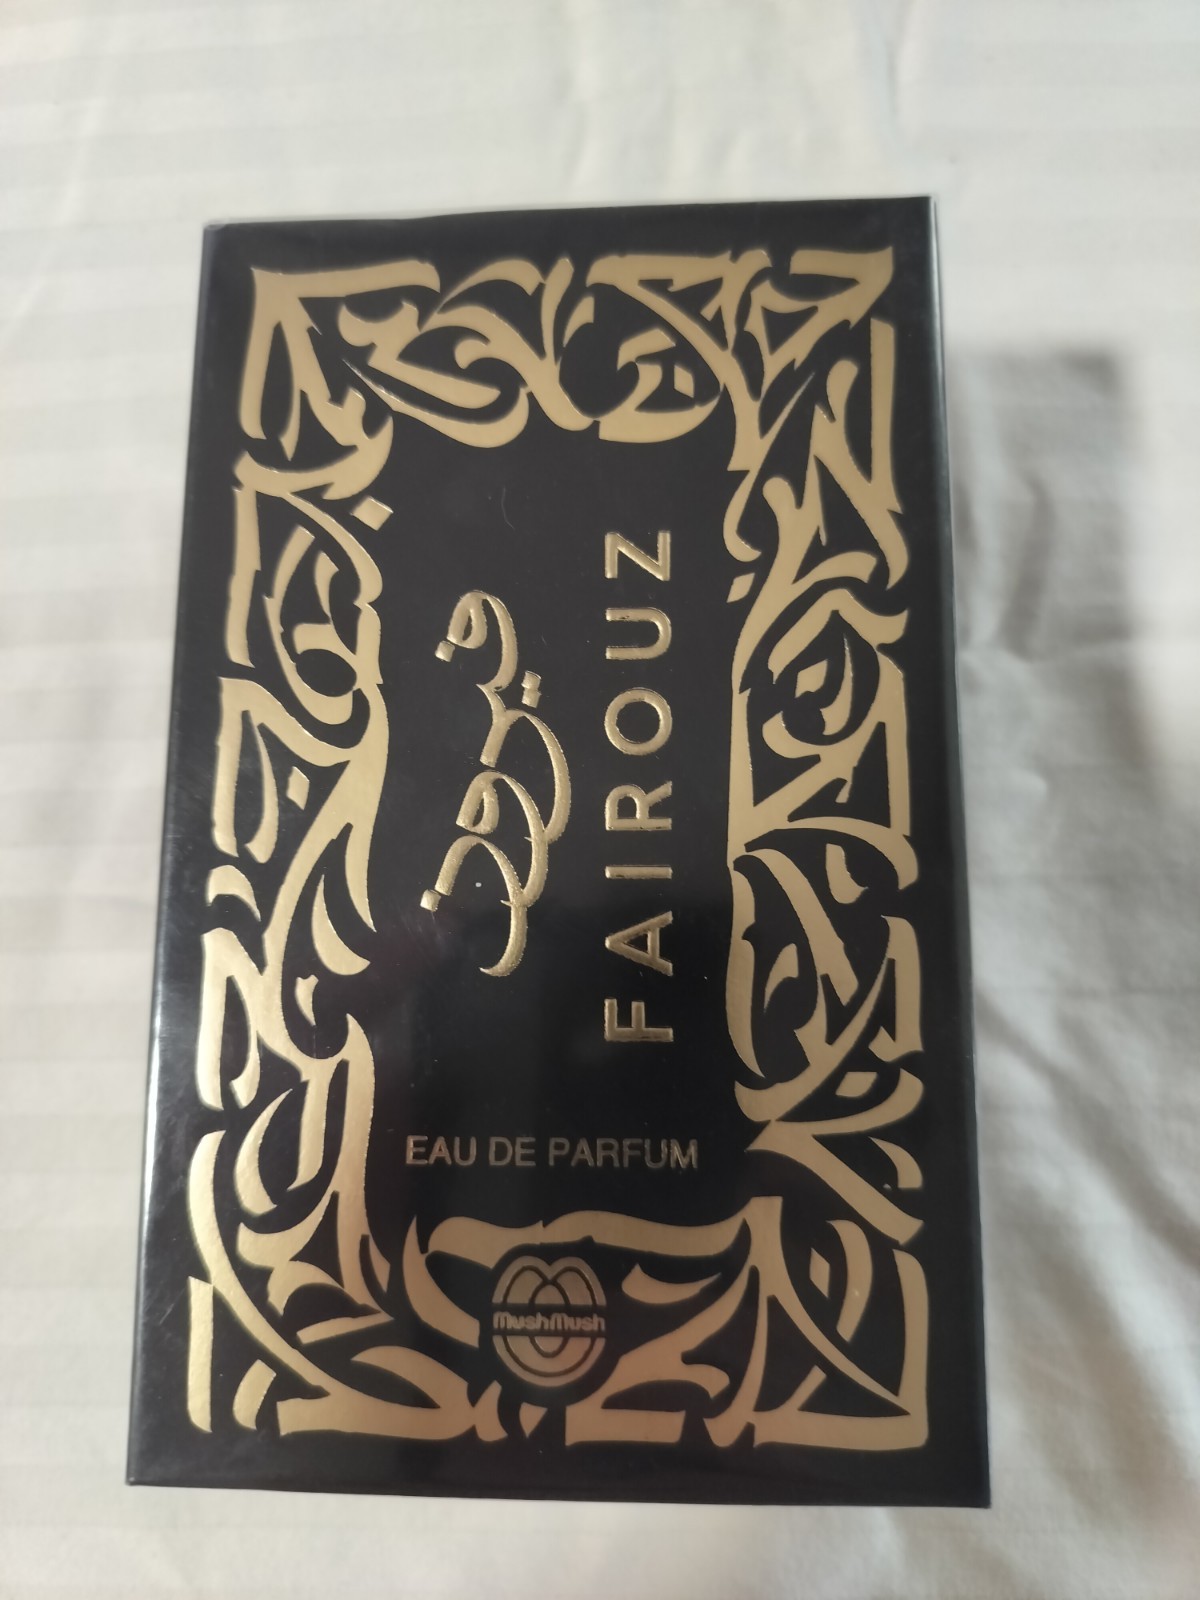 فيروز
FAIROUZ
EAU DE PARFUM
MushMush